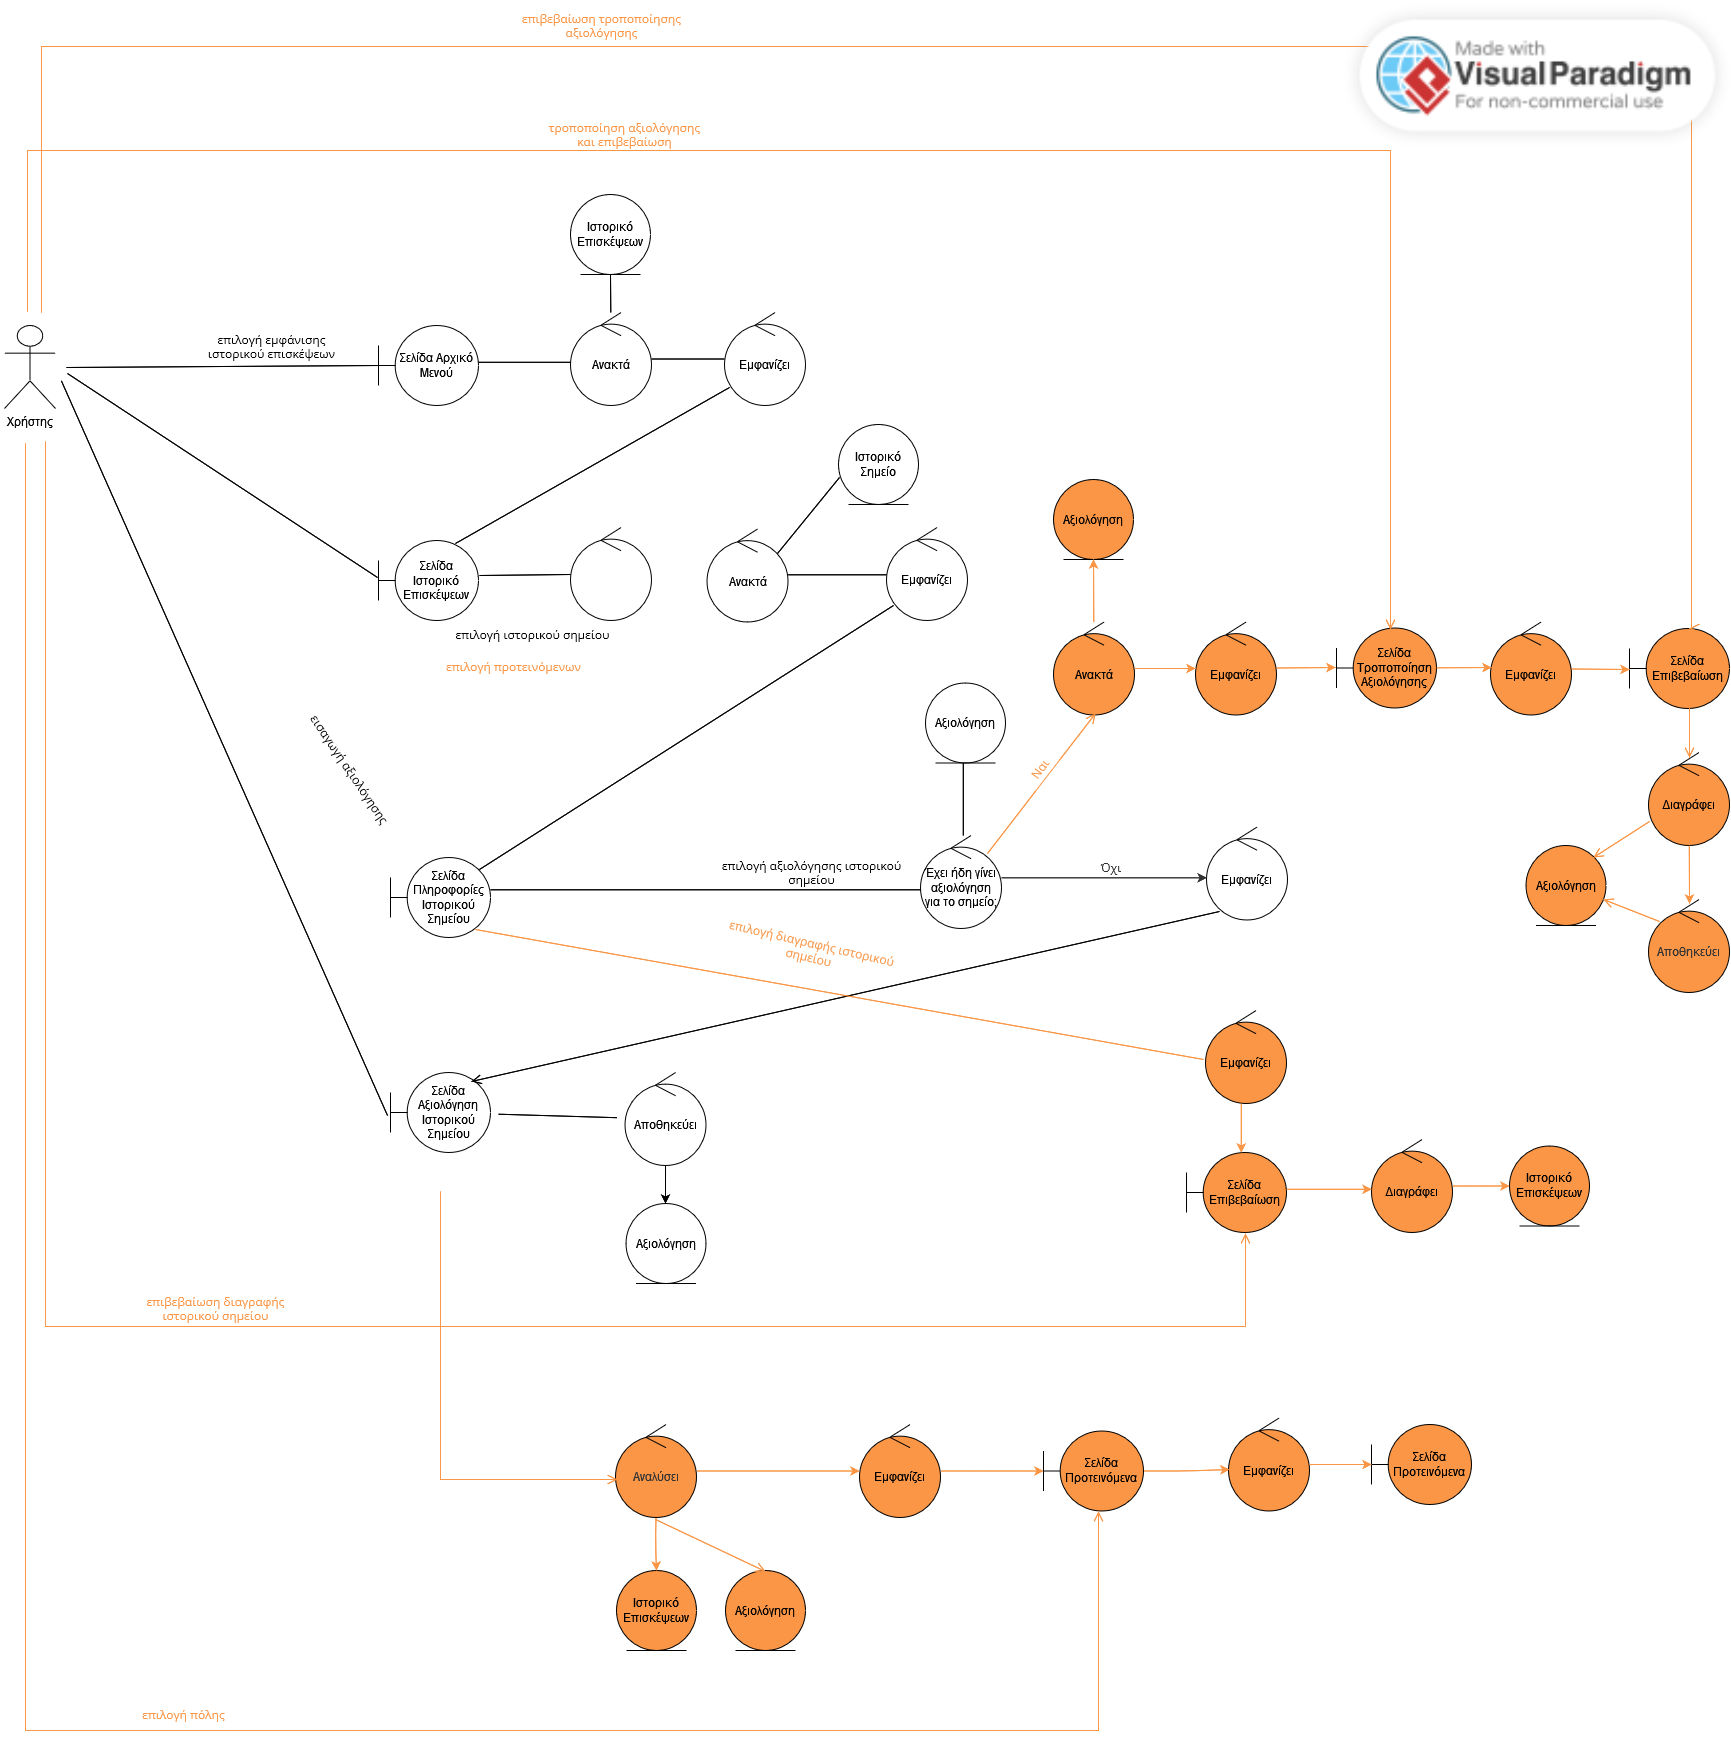 επιβεβαίωση τροποποίησης
αξιολόγησης
Made with
Visual Paradigm
For non-commercial use
τροποποίηση αξιολόγησης
και επιβεβαίωση
Ιστορικό
Επισκέψεων
επιλογή εμφάνισης
ιστορικού επισκέψεων
Σελίδα Αρχικό
Μενού
Ανακτά
Εμφανίζει
Χρήστης
Ιστορικό
Σημείο
Αξιολόγηση
Σελίδα
Ιστορικό
Επισκέψεων
Ανακτά
Εμφανίζει
επιλογή ιστορικού σημείου
επιλογή προτεινόμενων
Ανακτά
Εμφανίζει
Σελίδα
Τροποποίηση
Αξιολόγησης
Εμφανίζει
Σελίδα
Επιβεβαίωση
εισαγωγή αξιολόγησης
Αξιολόγηση
Ναι
Διαγράφει
Σελίδα
Πληροφορίες
Ιστορικού
Σημείου
επιλογή αξιολόγησης ιστορικού
σημείου
Έχει ήδη γίνει
αξιολόγηση
για το σημείο;
Όχι
Εμφανίζει
Αξιολόγηση
επιλογή διαγραφής ιστορικού
σημείου
Αποθηκεύει
Εμφανίζει
Σελίδα
Αξιολόγηση
Ιστορικού
Σημείου
Αποθηκεύει
Σελίδα
Επιβεβαίωση
Διαγράφει
Ιστορικό
Επισκέψεων
Αξιολόγηση
επιβεβαίωση διαγραφής
ιστορικού σημείου
Αναλύσει
Εμφανίζει
Σελίδα
Προτεινόμενα
Εμφανίζει
Σελίδα
Προτεινόμενα
Ιστορικό
Επισκέψεων
Αξιολόγηση
επιλογή πόλης